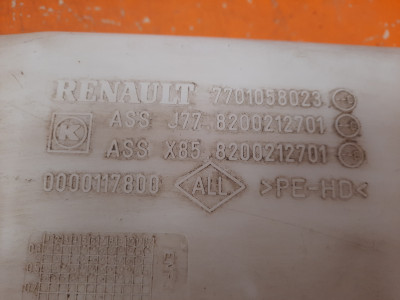 RENAULT 7701058023
K ASS J77 8200212701
ASS X85 8200212701
0000117800 ALL >PE-HD<